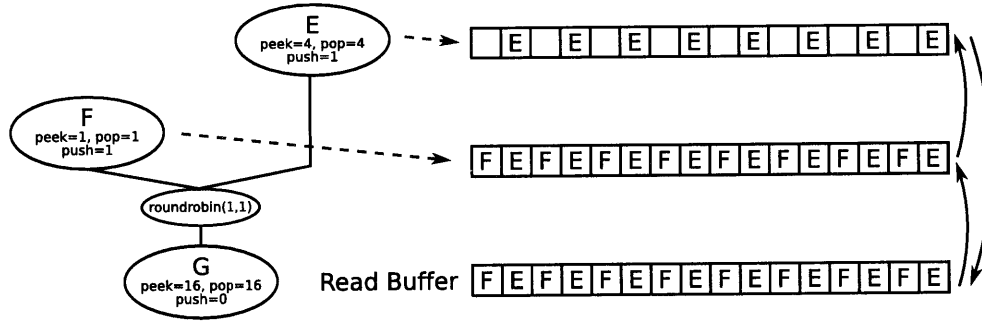 E
peek=4, pop=4
push=1
E E E E E E E E
F
peek=1, pop=1
push=1
F E F E F E F E F E F E F E F E
roundrobin(1,1)
G
peek=16, pop=16
push=0
Read Buffer
F E F E F E F E F E F E F E F E